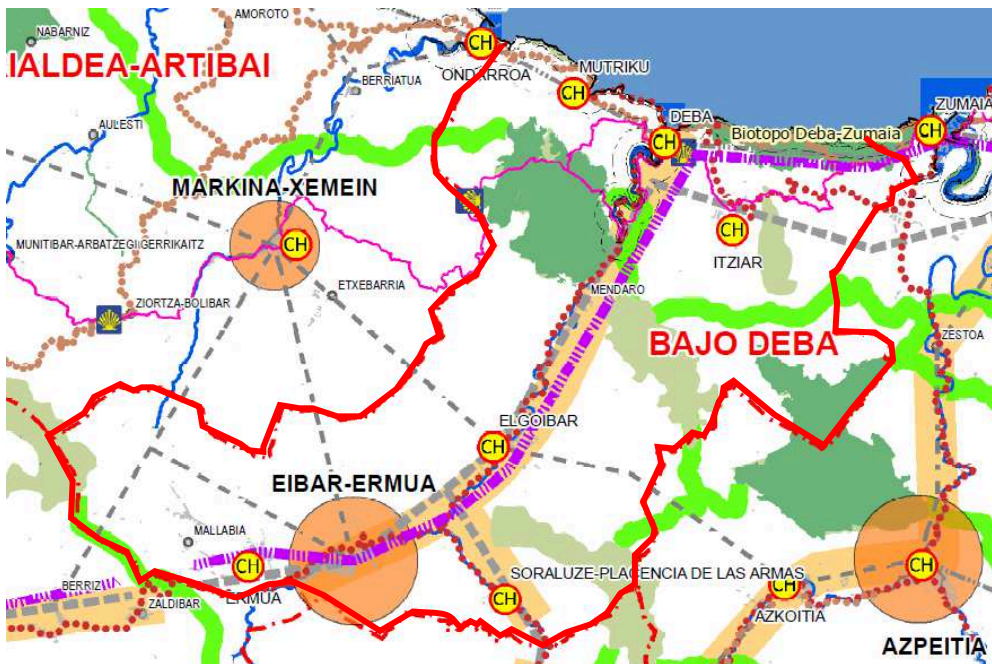 AMOROTO
NABARNIZ
CH
IALDEA-ARTIBAI
ONDARROA
MUTRIKU
BERRIATUA
CH
DEBA
ZUMAIA
AULESTI
CH
Biotopo Deba-Zumaia
CH
MARKINA-XEMEIN
CH
CH
MUNITIBAR-ARBATZEGI GERRIKAITZ
ITZIAR
ETXEBARRIA
MENDARO
ZIORTZA-BOLIBAR
BAJO DEBA
ZESTOA
ELGOIBAR
CH
EIBAR-ERMUA
MALLABIA
CH
SORALUZE-PLACENCIA DE LAS ARMAS
CH
BERRIZ
ERMUA
CH
CH
ZALDIBAR
AZKOITIA
AZPEITIA